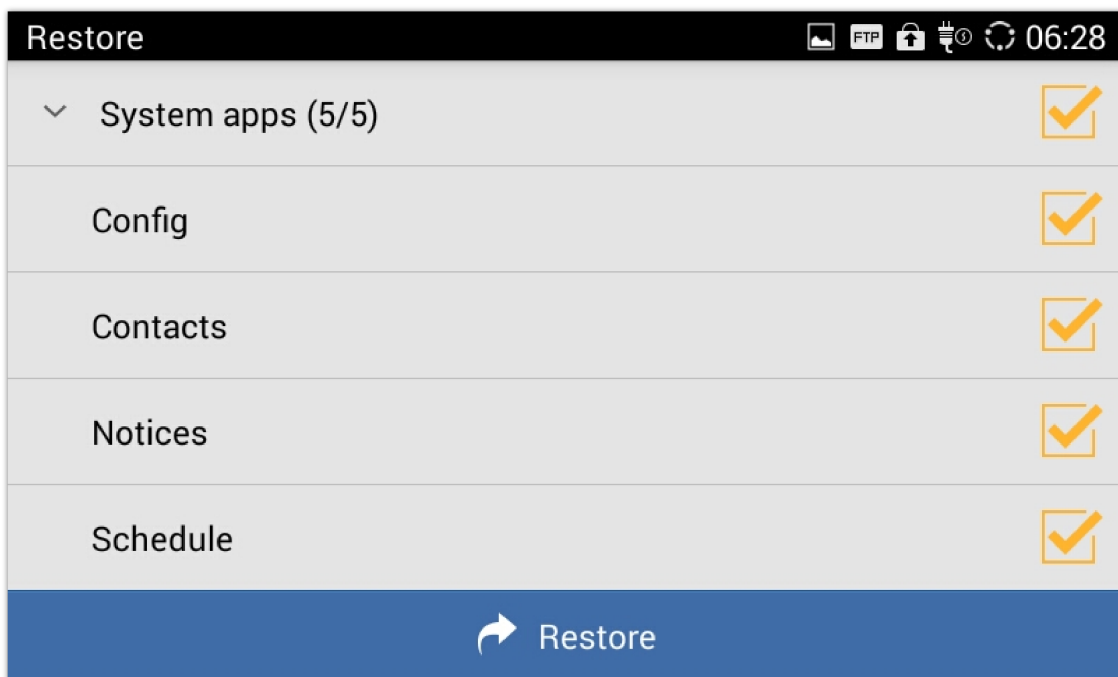 Restore
FTP
06:28
System apps (5/5)
Config
Contacts
Notices
Schedule
Restore